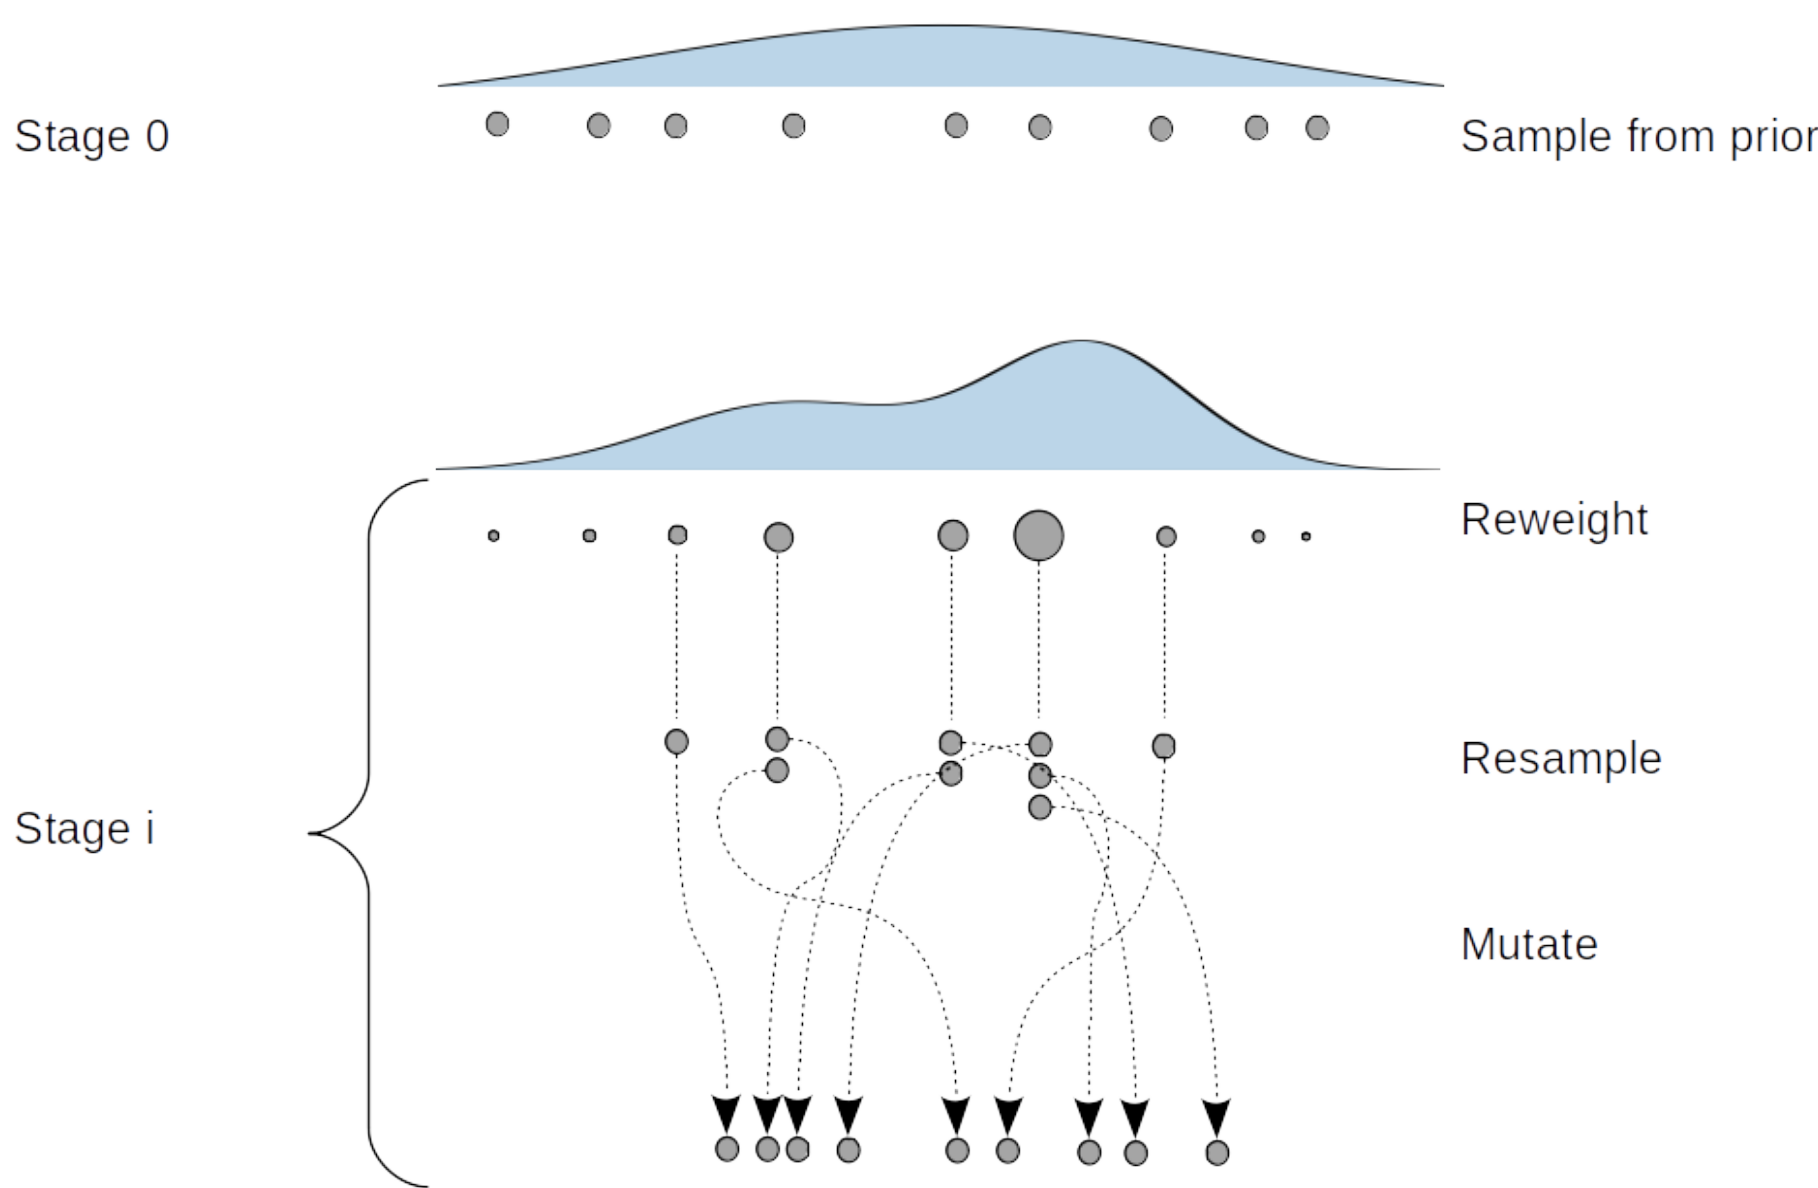 Stage 0
Sample from prior
Reweight
Resample
Stage i
Mutate